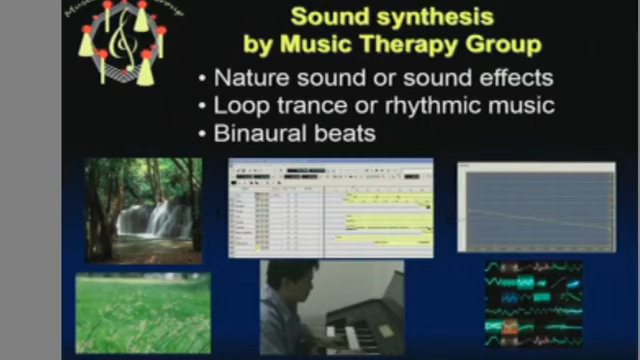 Sound synthesis
by Music Therapy Group
• Nature sound or sound effects
• Loop trance or rhythmic music
• Binaural beats